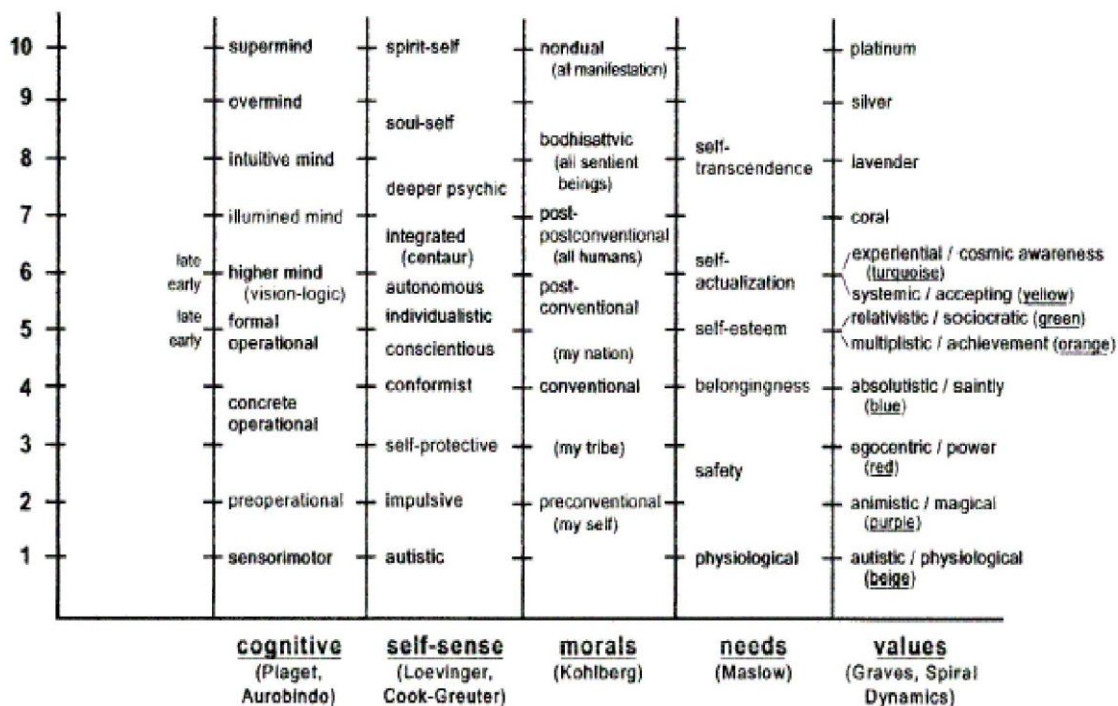 10 supermind spirit-self nondual platinum
(all manifestation)
9 overmind silver
soul-self
bodhisattvic self-
8 intuitive mind (all sentient transcendence lavender
beings)
deeper psychic
7 illumined mind post- coral
integrated postconventional
(centaur) (all humans) experiential / cosmic awareness
late self- (turquoise)
6 higher mind
early (vision-logic) autonomous post- actualization systemic / accepting (yellow)
conventional
late individualistic relativistic / sociocratic (green)
5 formal self-esteem
early operational conscientious (my nation) multiplistic / achievement (orange)
4 conformist conventional belongingness absolutistic / saintly
concrete (blue)
operational
3 self-protective (my tribe) egocentric / power
safety (red)
2 preoperational impulsive preconventional animistic / magical
(my self) (purple)
1 sensorimotor autistic physiological autistic / physiological
(beige)
cognitive self-sense morals needs values
(Piaget, (Loevinger, (Kohlberg) (Maslow) (Graves, Spiral
Aurobindo) Cook-Greuter) Dynamics)